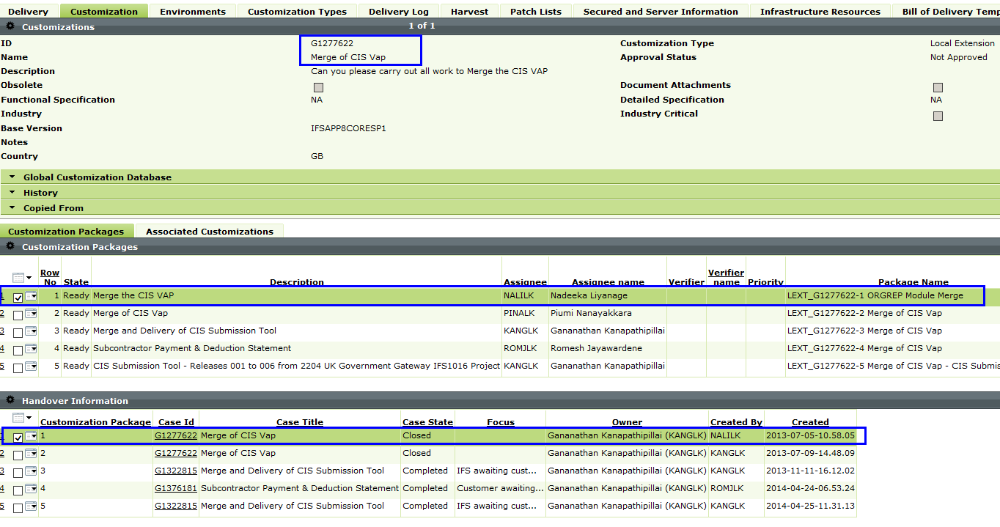 Delivery Customization Environments Customization Types Delivery Log Harvest Patch Lists Secured and Server Information Infrastructure Resources Bill of Delivery Temp
Customizations 1 of 1
ID G1277622 Customization Type Local Extension
Name Merge of CIS Vap Approval Status Not Approved
Description Can you please carry out all work to Merge the CIS VAP
Obsolete Document Attachments
Functional Specification NA Detailed Specification NA
Industry Industry Critical
Base Version IFSAPP8CORESP1
Notes
Country GB
Global Customization Database
History
Copied From
Customization Packages Associated Customizations
Customization Packages
Row No State Description Assignee Assignee name Verifier Verifier name Priority Package Name
1 1 Ready Merge the CIS VAP NALILK Nadeeka Liyanage LEXT_G1277622-1 ORGREP Module Merge
2 2 Ready Merge of CIS Vap PINALK Piumi Nanayakkara LEXT_G1277622-2 Merge of CIS Vap
3 3 Ready Merge and Delivery of CIS Submission Tool KANGLK Gananathan Kanapathipillai LEXT_G1277622-3 Merge of CIS Vap
4 4 Ready Subcontractor Payment & Deduction Statement ROMJLK Romesh Jayawardene LEXT_G1277622-4 Merge of CIS Vap
5 5 Ready CIS Submission Tool - Releases 001 to 006 from 2204 UK Government Gateway IFS1016 Project KANGLK Gananathan Kanapathipillai LEXT_G1277622-5 Merge of CIS Vap - CIS Submis
Handover Information
Customization Package Case Id Case Title Case State Focus Owner Created By Created
1 G1277622 Merge of CIS Vap Closed Gananathan Kanapathipillai (KANGLK) NALILK 2013-07-05-10.58.05
2 2 G1277622 Merge of CIS Vap Closed Gananathan Kanapathipillai (KANGLK) KANGLK 2013-07-09-14.48.09
3 3 G1322815 Merge and Delivery of CIS Submission Tool Completed IFS awaiting cust... Gananathan Kanapathipillai (KANGLK) KANGLK 2013-11-11-16.12.02
4 4 G1376181 Subcontractor Payment & Deduction Statement Completed Customer awaiting... Gananathan Kanapathipillai (KANGLK) ROMJLK 2014-04-24-06.53.24
5 5 G1322815 Merge and Delivery of CIS Submission Tool Completed IFS awaiting cust... Gananathan Kanapathipillai (KANGLK) KANGLK 2014-04-25-11.31.13